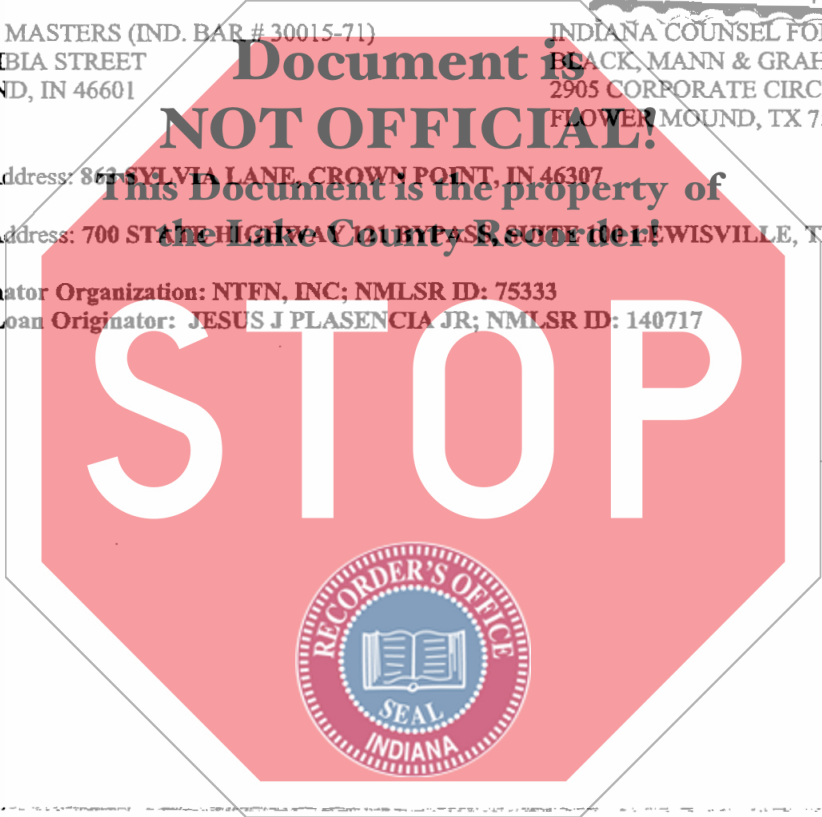 MASTERS (IND. BAR # 30015-71) INDIANA COUNSEL FO
BIA STREET BLACK, MANN & GRAH
ND, IN 46601 2905 CORPORATE CIRC
FLOWER MOUND, TX 7
Document is
NOT OFFICIAL!
ddress: 863 SYLVIA LANE, CROWN POINT, IN 46307
This Document is the property of
the Lake County Recorder!
ddress: 700 STATE HIGHWAY 121 BYPASS, SUITE 100 LEWISVILLE, T
ator Organization: NTFN, INC; NMLSR ID: 75333
oan Originator: JESUS J PLASENCIA JR; NMLSR ID: 140717
STOP
RECORDER'S OFFICE
SEAL
INDIANA